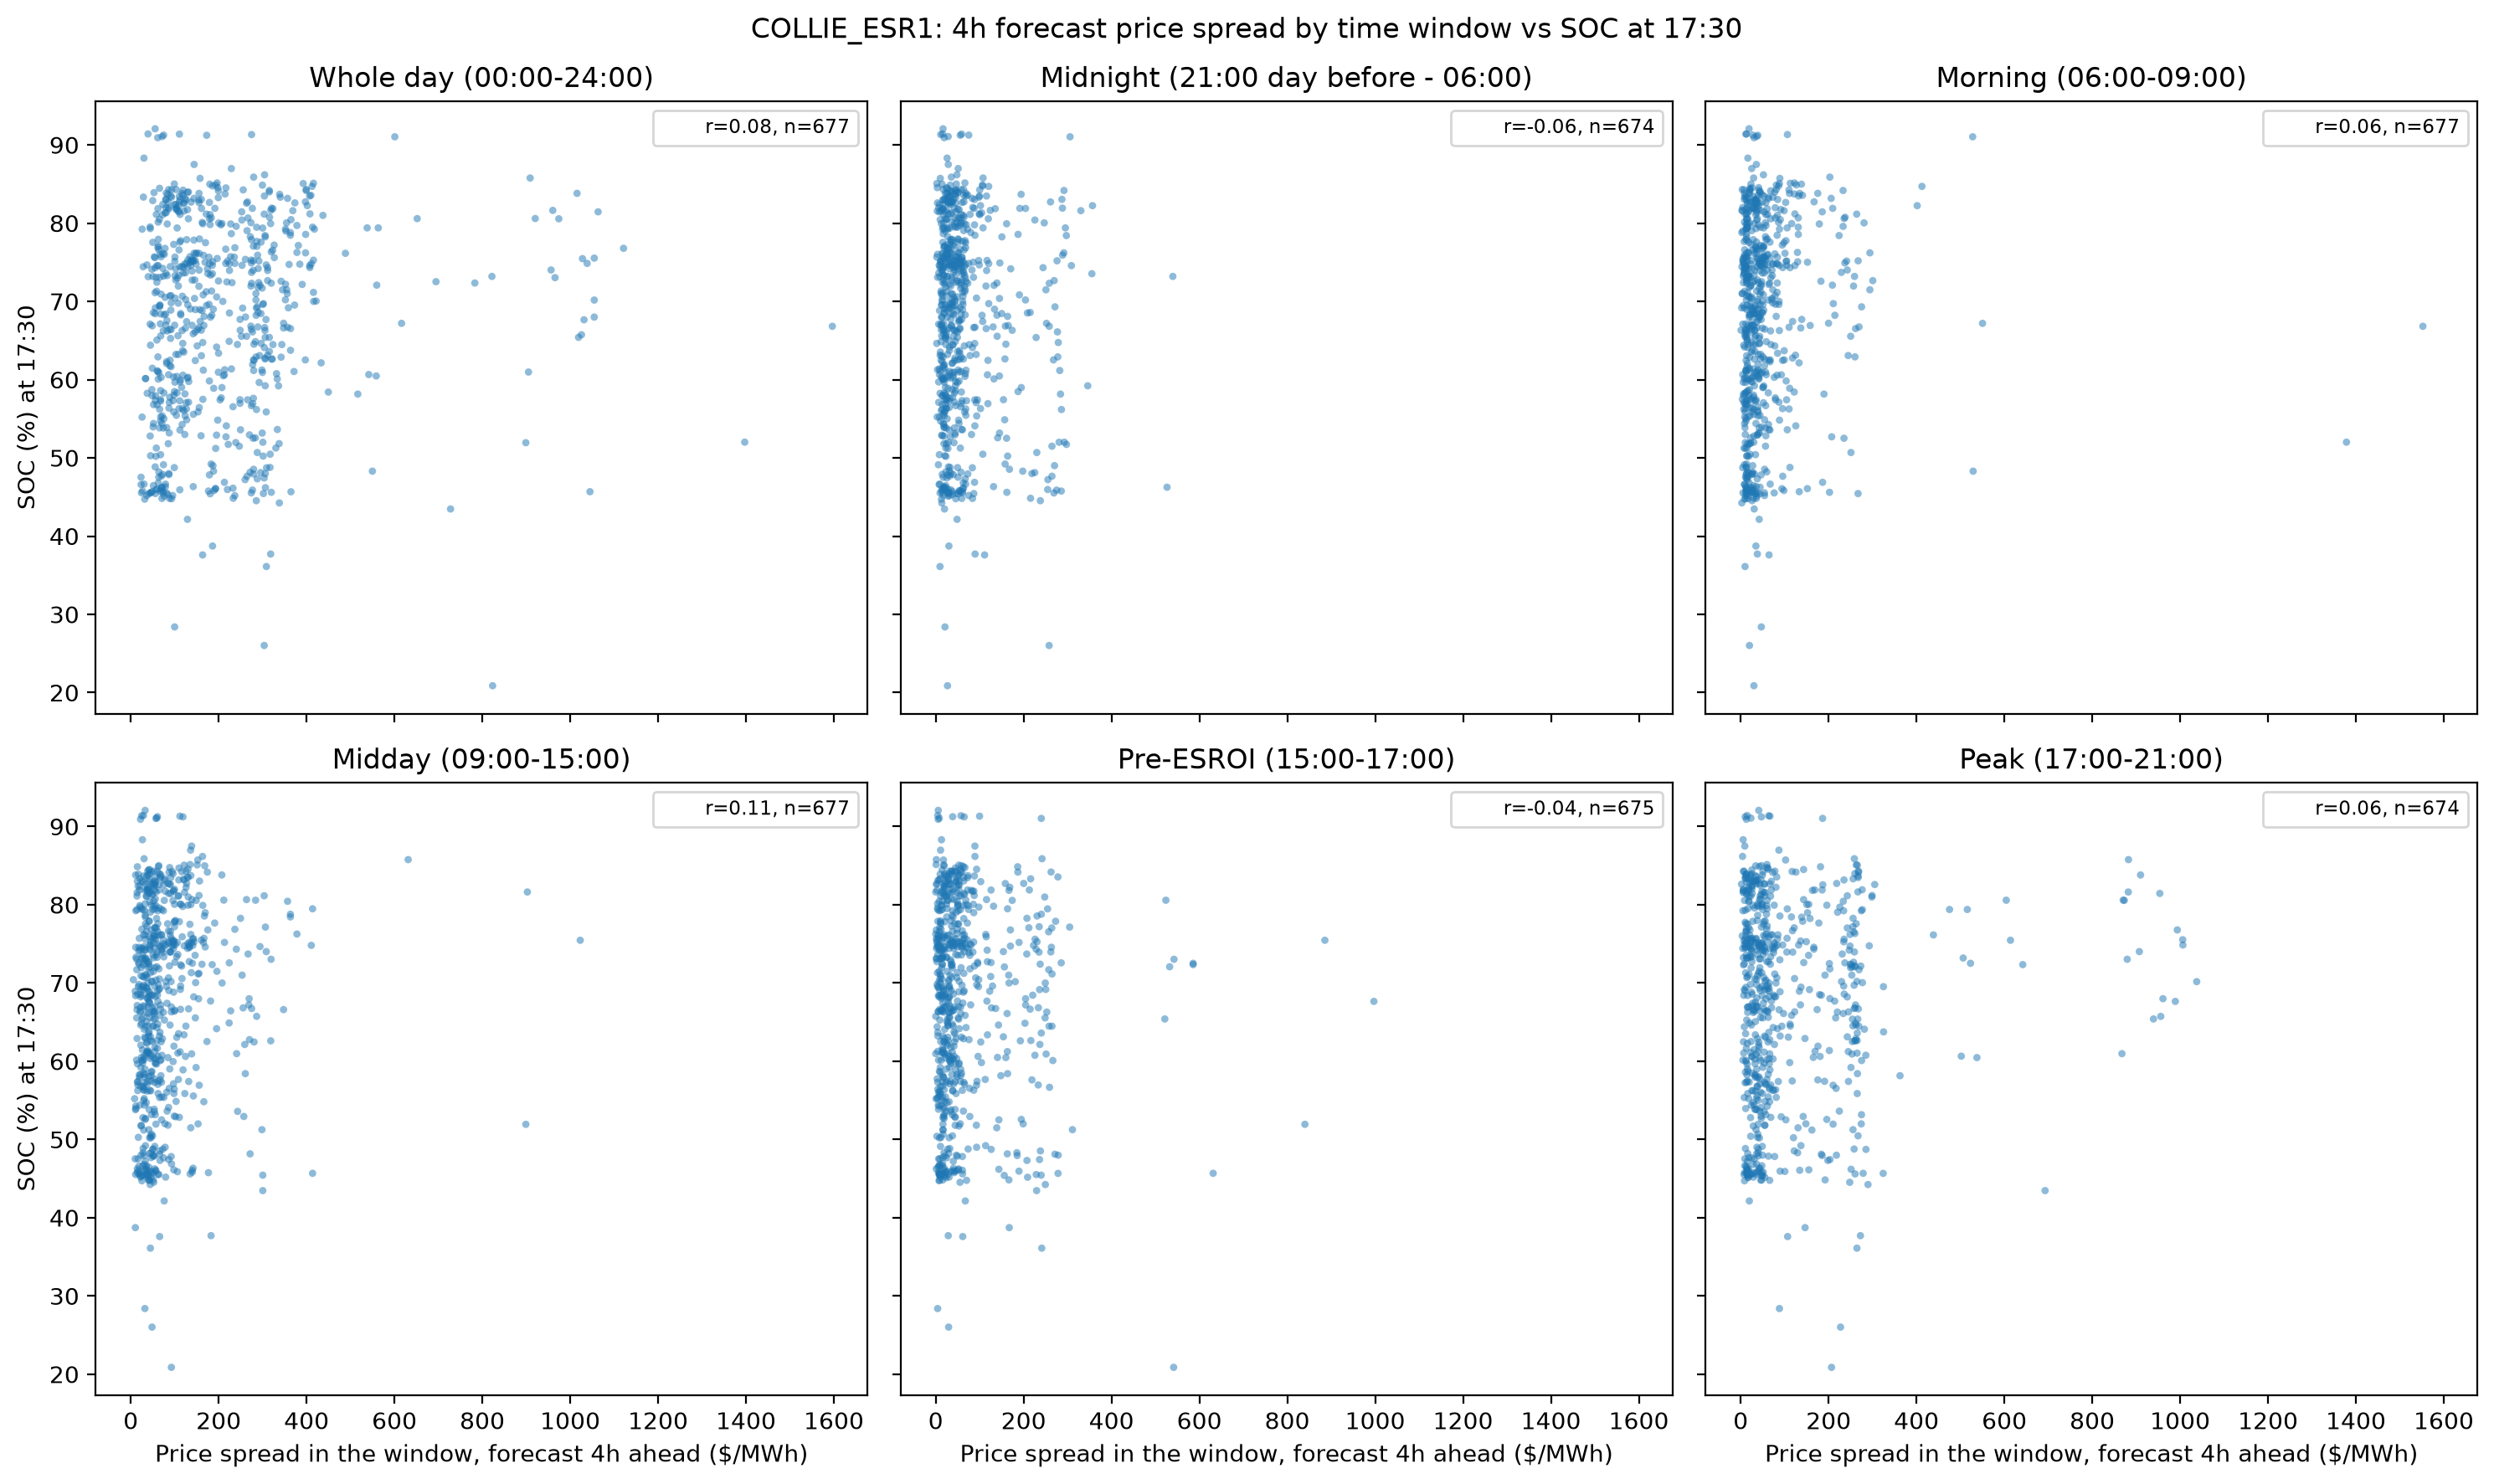 COLLIE_ESR1: 4h forecast price spread by time window vs SOC at 17:30
Whole day (00:00-24:00)
Midnight (21:00 day before - 06:00)
Morning (06:00-09:00)
r=0.08, n=677
r=-0.06, n=674
r=0.06, n=677
SOC (%) at 17:30
90
80
70
60
50
40
30
20
Midday (09:00-15:00)
Pre-ESROI (15:00-17:00)
Peak (17:00-21:00)
r=0.11, n=677
r=-0.04, n=675
r=0.06, n=674
SOC (%) at 17:30
90
80
70
60
50
40
30
20
0 200 400 600 800 1000 1200 1400 1600
0 200 400 600 800 1000 1200 1400 1600
0 200 400 600 800 1000 1200 1400 1600
Price spread in the window, forecast 4h ahead ($/MWh)
Price spread in the window, forecast 4h ahead ($/MWh)
Price spread in the window, forecast 4h ahead ($/MWh)